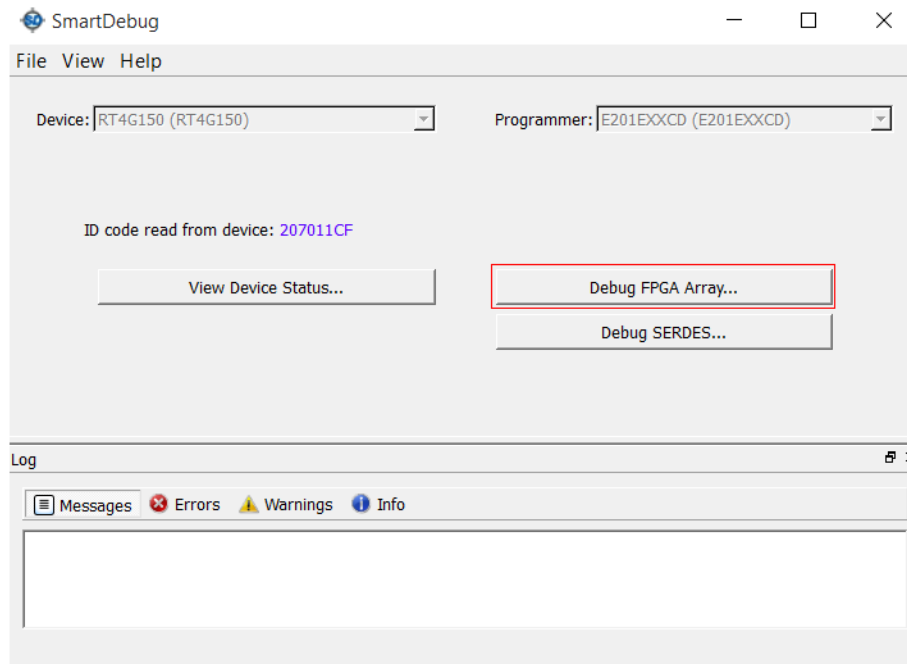 SmartDebug
File View Help
Device: RT4G150 (RT4G150) Programmer: E201EXXCD (E201EXXCD)
ID code read from device: 207011CF
View Device Status... Debug FPGA Array...
Debug SERDES...
Log
Messages Errors Warnings Info